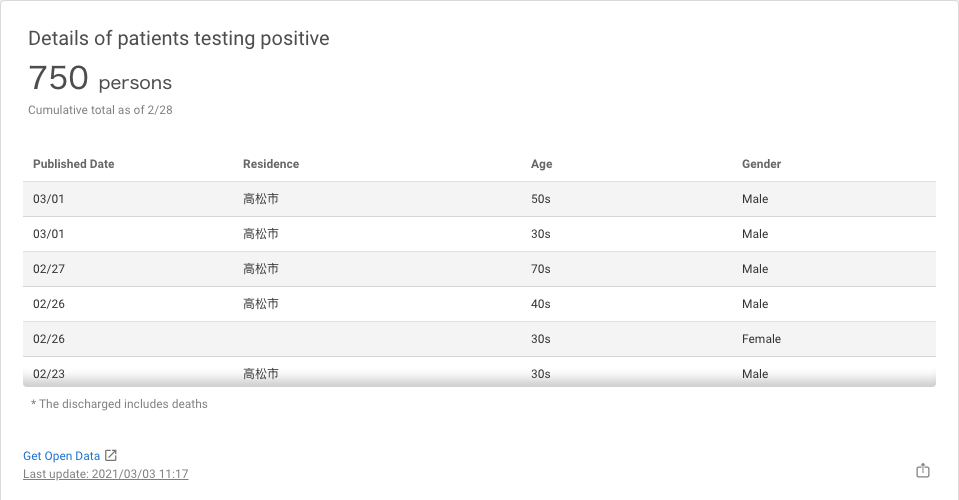 Details of patients testing positive
750 persons
Cumulative total as of 2/28
Published Date Residence Age Gender
03/01 高松市 50s Male
03/01 高松市 30s Male
02/27 高松市 70s Male
02/26 高松市 40s Male
02/26 30s Female
02/23 高松市 30s Male
* The discharged includes deaths
Get Open Data
Last update: 2021/03/03 11:17